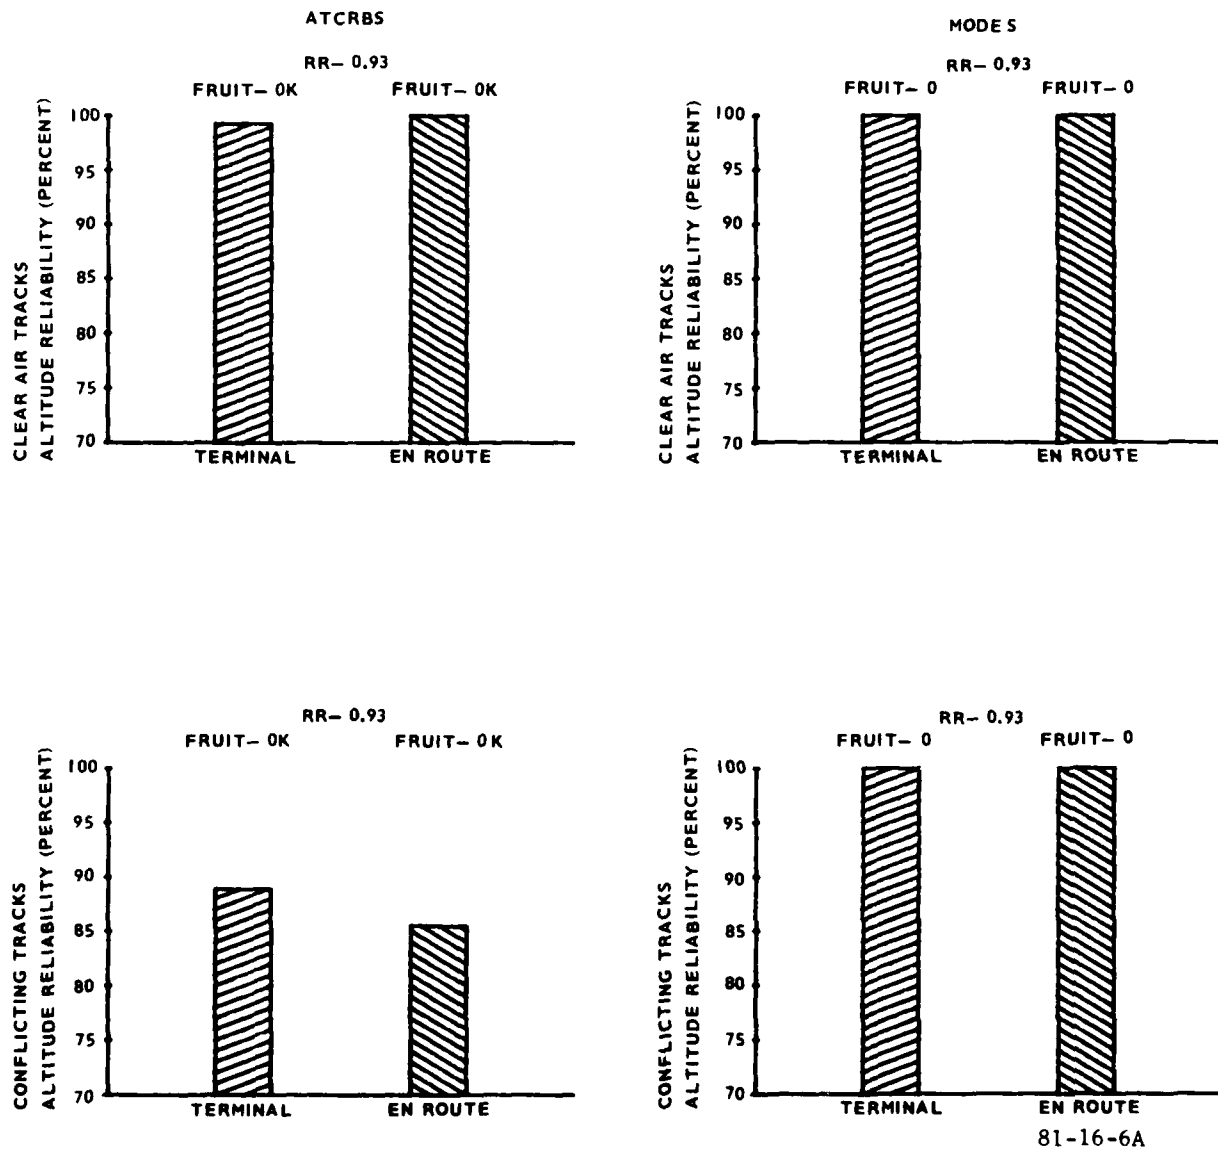 ATCRBS
RR– 0.93
FRUIT– 0K FRUIT– 0K
CLEAR AIR TRACKS
ALTITUDE RELIABILITY (PERCENT)
100
95
90
85
80
75
70
TERMINAL EN ROUTE
MODE S
RR– 0.93
FRUIT– 0 FRUIT– 0
CLEAR AIR TRACKS
ALTITUDE RELIABILITY (PERCENT)
100
95
90
85
80
75
70
TERMINAL EN ROUTE
RR– 0.93
FRUIT– 0K FRUIT– 0K
CONFLICTING TRACKS
ALTITUDE RELIABILITY (PERCENT)
100
95
90
85
80
75
70
TERMINAL EN ROUTE
RR– 0.93
FRUIT– 0 FRUIT– 0
CONFLICTING TRACKS
ALTITUDE RELIABILITY (PERCENT)
100
95
90
85
80
75
70
TERMINAL EN ROUTE
81-16-6A